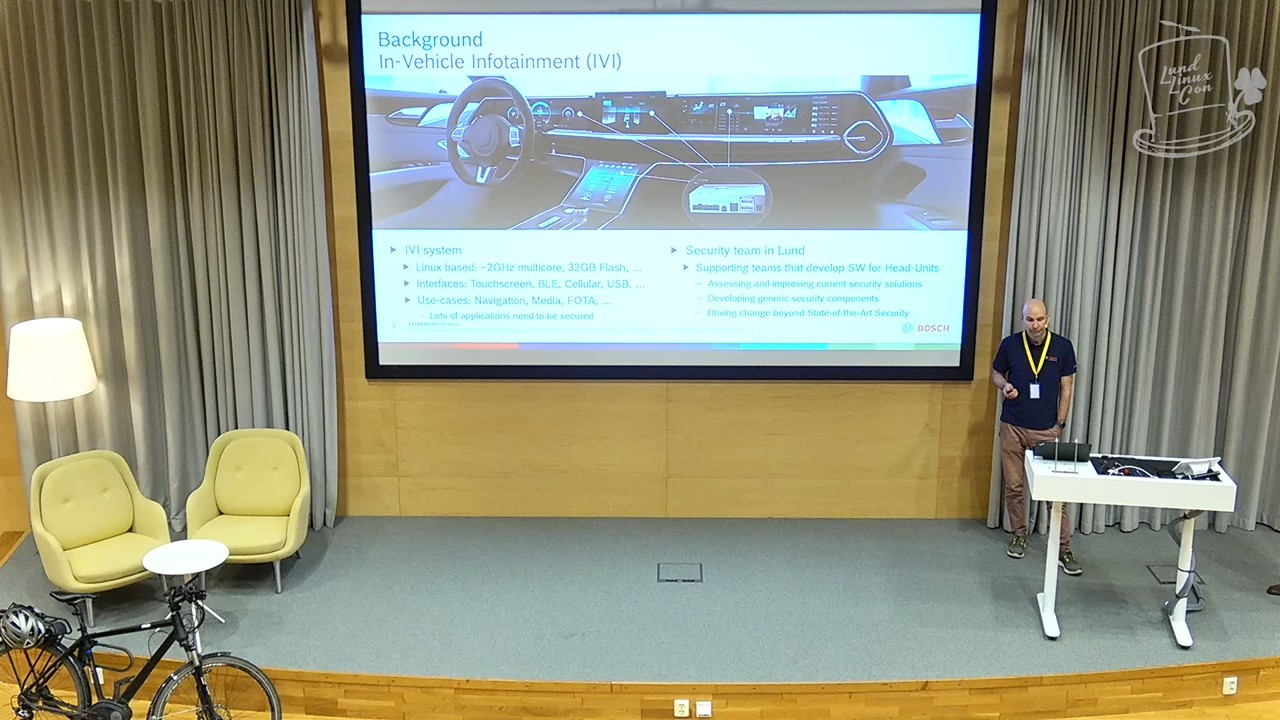 Background
In-Vehicle Infotainment (IVI)
IVI system
Linux based: ~2GHz multicore, 32GB Flash, ...
Interfaces: Touchscreen, BLE, Cellular, USB, ...
Use-cases: Navigation, Media, FOTA, ...
– Lots of applications need to be secured
Security team in Lund
Supporting teams that develop SW for Head-Units
– Assessing and improving current security solutions
– Developing generic security components
– Driving change beyond State-of-the-Art Security
3
BOSCH
Lund
Linux
Con